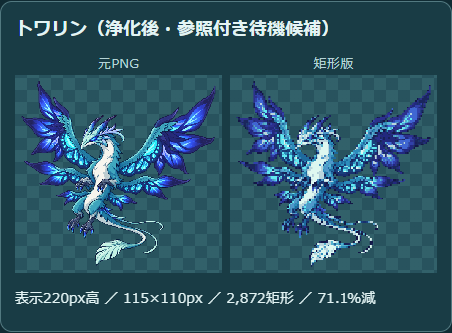 トワリン（浄化後・参照付き待機候補）
元PNG
矩形版
表示220px高 ／ 115×110px ／ 2,872矩形 ／ 71.1%減